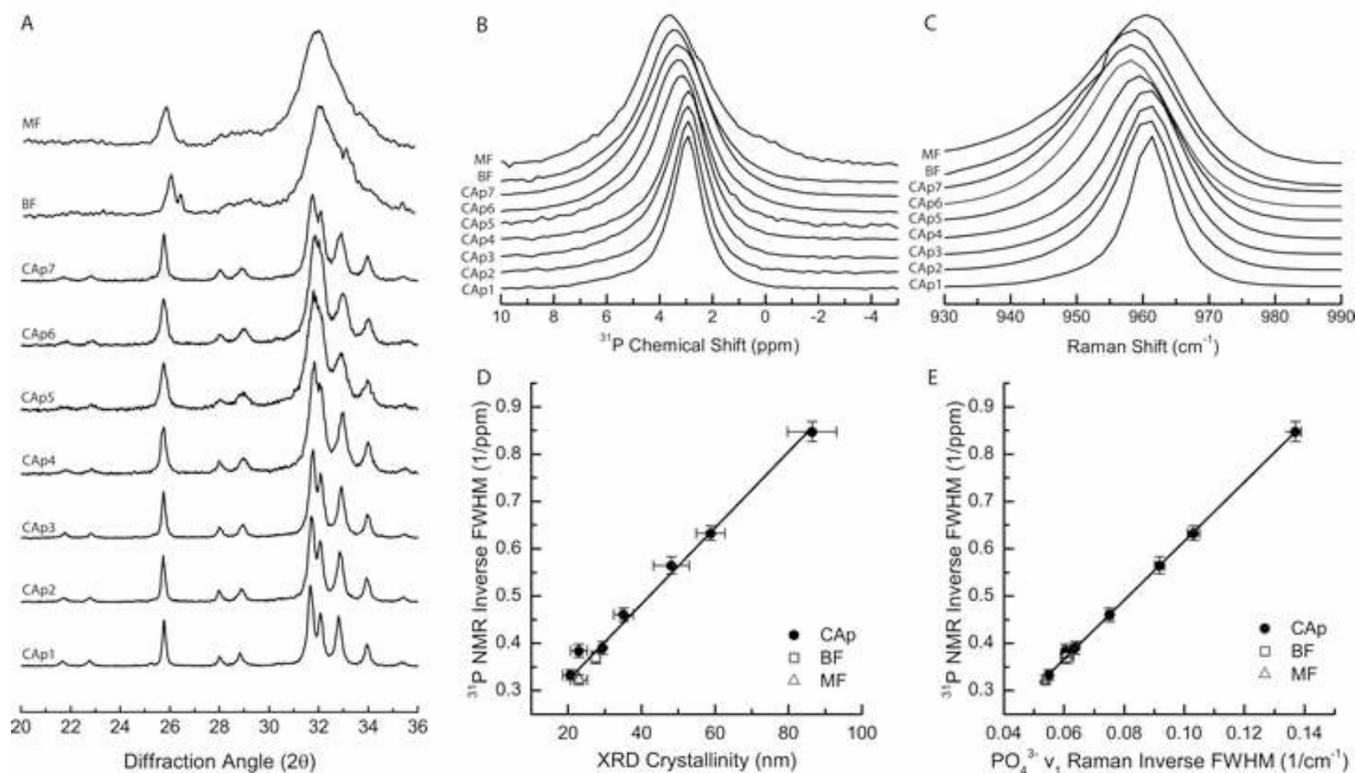 A
MF
BF
CAp7
CAp6
CAp5
CAp4
CAp3
CAp2
CAp1
20 22 24 26 28 30 32 34 36
Diffraction Angle (2θ)
B
MF
BF
CAp7
CAp6
CAp5
CAp4
CAp3
CAp2
CAp1
10 8 6 4 2 0 -2 -4
³¹P Chemical Shift (ppm)
C
MF
BF
CAp7
CAp6
CAp5
CAp4
CAp3
CAp2
CAp1
930 940 950 960 970 980 990
Raman Shift (cm⁻¹)
D
³¹P NMR Inverse FWHM (1/ppm)
0.9
0.8
0.7
0.6
0.5
0.4
0.3
CAp
BF
MF
20 40 60 80 100
XRD Crystallinity (nm)
E
³¹P NMR Inverse FWHM (1/ppm)
0.9
0.8
0.7
0.6
0.5
0.4
0.3
CAp
BF
MF
0.04 0.06 0.08 0.10 0.12 0.14
PO₄³⁻ v₁ Raman Inverse FWHM (1/cm⁻¹)